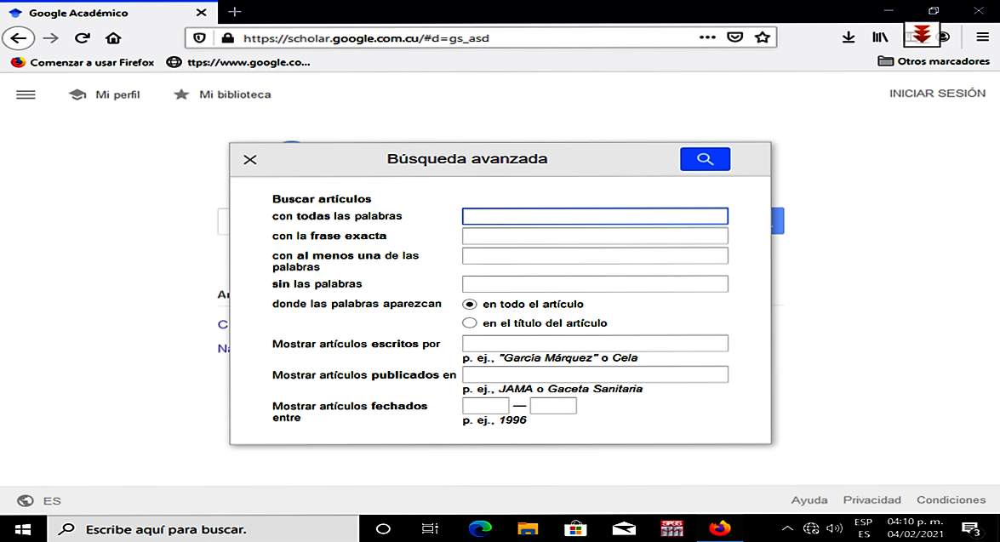 Google Académico
https://scholar.google.com.cu/#d=gs_asd
Comenzar a usar Firefox
ttps://www.google.co...
Otros marcadores
Mi perfil
Mi biblioteca
INICIAR SESIÓN
Búsqueda avanzada
Buscar artículos
con todas las palabras
con la frase exacta
con al menos una de las
palabras
sin las palabras
donde las palabras aparezcan
en todo el artículo
en el título del artículo
Mostrar artículos escritos por
p. ej., "García Márquez" o Cela
Mostrar artículos publicados en
p. ej., JAMA o Gaceta Sanitaria
Mostrar artículos fechados
entre
—
p. ej., 1996
ES
Ayuda
Privacidad
Condiciones
Escribe aquí para buscar.
ESP
ES
04:10 p. m.
04/02/2021
3